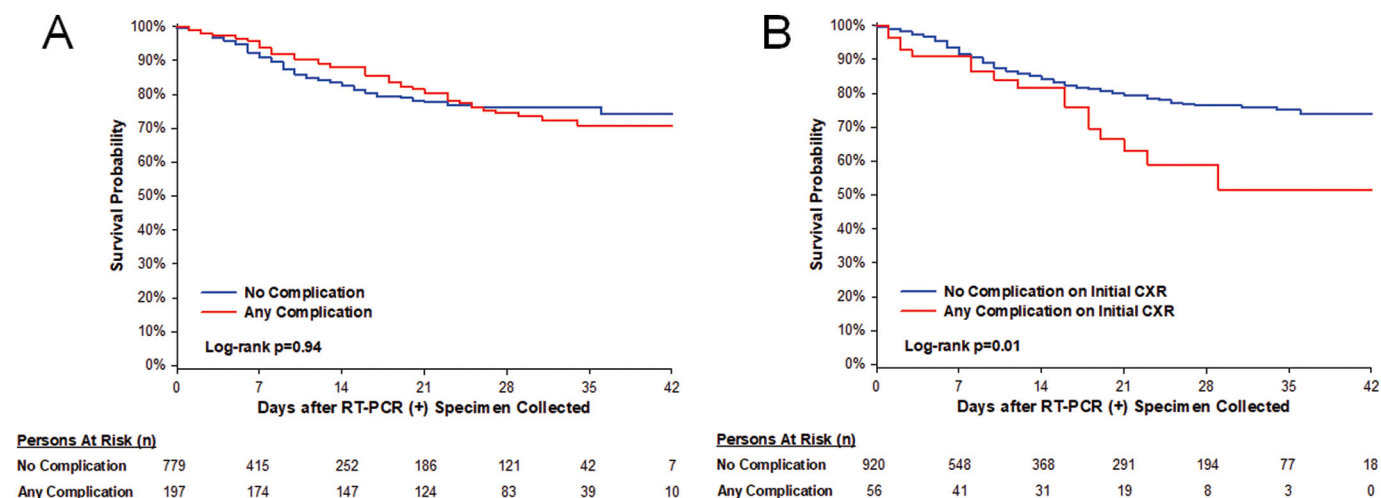 A
100%
90%
80%
70%
60%
50%
40%
30%
20%
10%
0%
Survival Probability
No Complication
Any Complication
Log-rank p=0.94
0 7 14 21 28 35 42
Days after RT-PCR (+) Specimen Collected
Persons At Risk (n)
No Complication 779 415 252 186 121 42 7
Any Complication 197 174 147 124 83 39 10
B
100%
90%
80%
70%
60%
50%
40%
30%
20%
10%
0%
Survival Probability
No Complication on Initial CXR
Any Complication on Initial CXR
Log-rank p=0.01
0 7 14 21 28 35 42
Days after RT-PCR (+) Specimen Collected
Persons At Risk (n)
No Complication 920 548 368 291 194 77 18
Any Complication 56 41 31 19 8 3 0